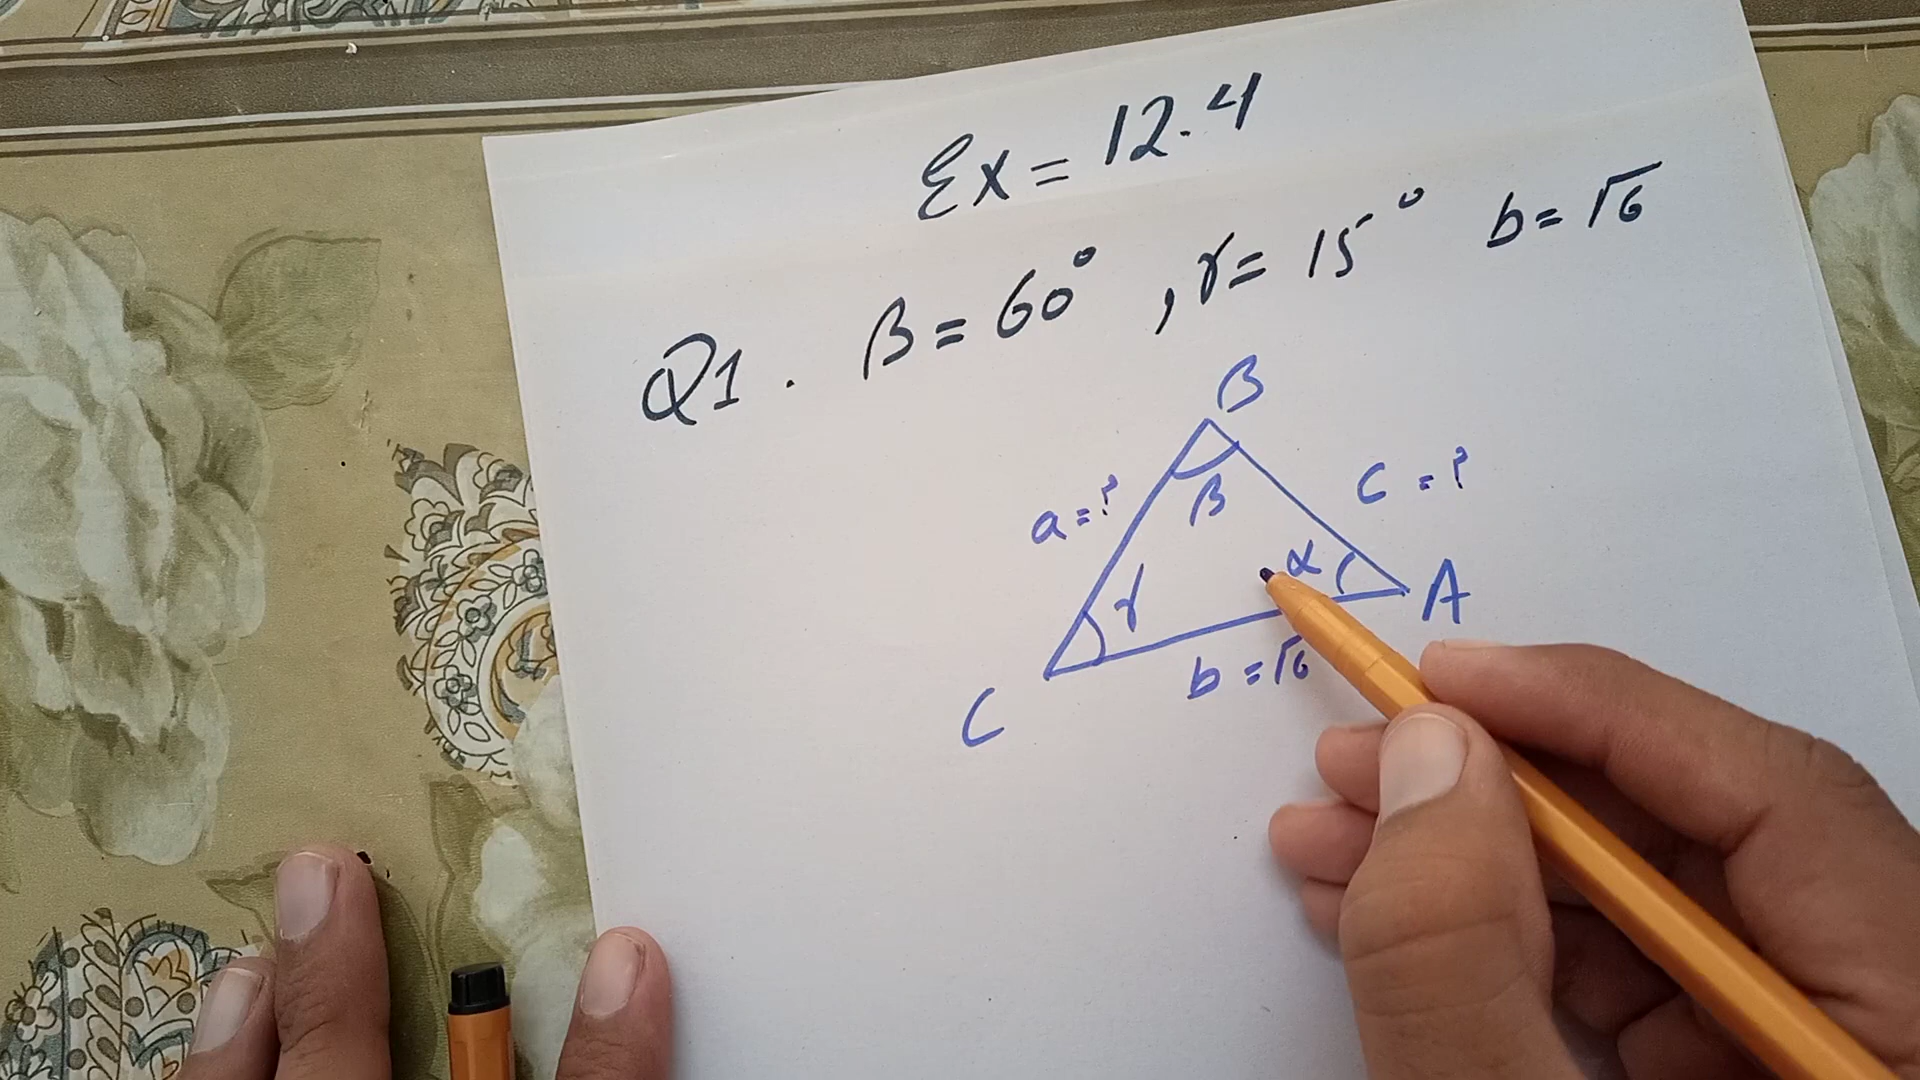 Ex = 12.4
Q1. β = 60° , γ = 15° b = √6
B
a = ?
β
c = ?
α
γ
A
b = √6
C